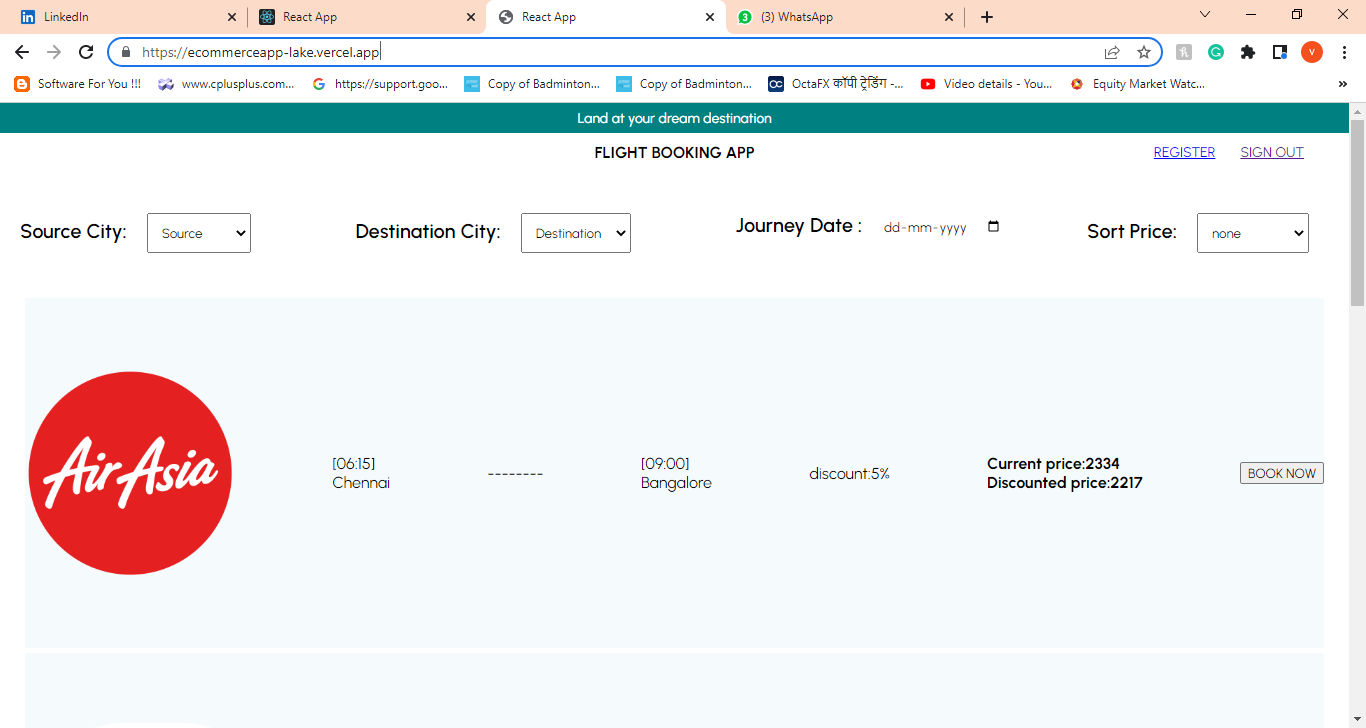 LinkedIn
React App
React App
(3) WhatsApp
https://ecommerceapp-lake.vercel.app
Software For You !!!
www.cplusplus.com...
https://support.goo...
Copy of Badminton...
Copy of Badminton...
OctaFX कॉपी ट्रेडिंग -...
Video details - You...
Equity Market Watc...
Land at your dream destination
FLIGHT BOOKING APP
REGISTER
SIGN OUT
Source City:
Source
Destination City:
Destination
Journey Date :
dd-mm-yyyy
Sort Price:
none
AirAsia
[06:15]
Chennai
--------
[09:00]
Bangalore
discount:5%
Current price:2334
Discounted price:2217
BOOK NOW